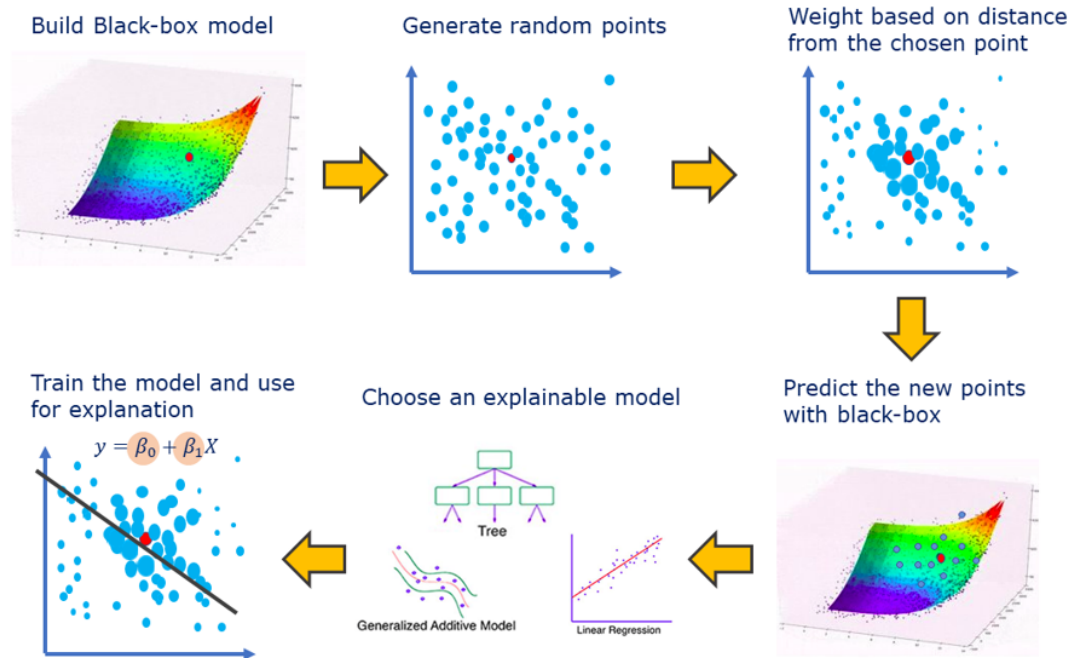 Build Black-box model
Generate random points
Weight based on distance
from the chosen point
Predict the new points
with black-box
Choose an explainable model
Tree
Generalized Additive Model
Linear Regression
Train the model and use
for explanation
y = β₀ + β₁X